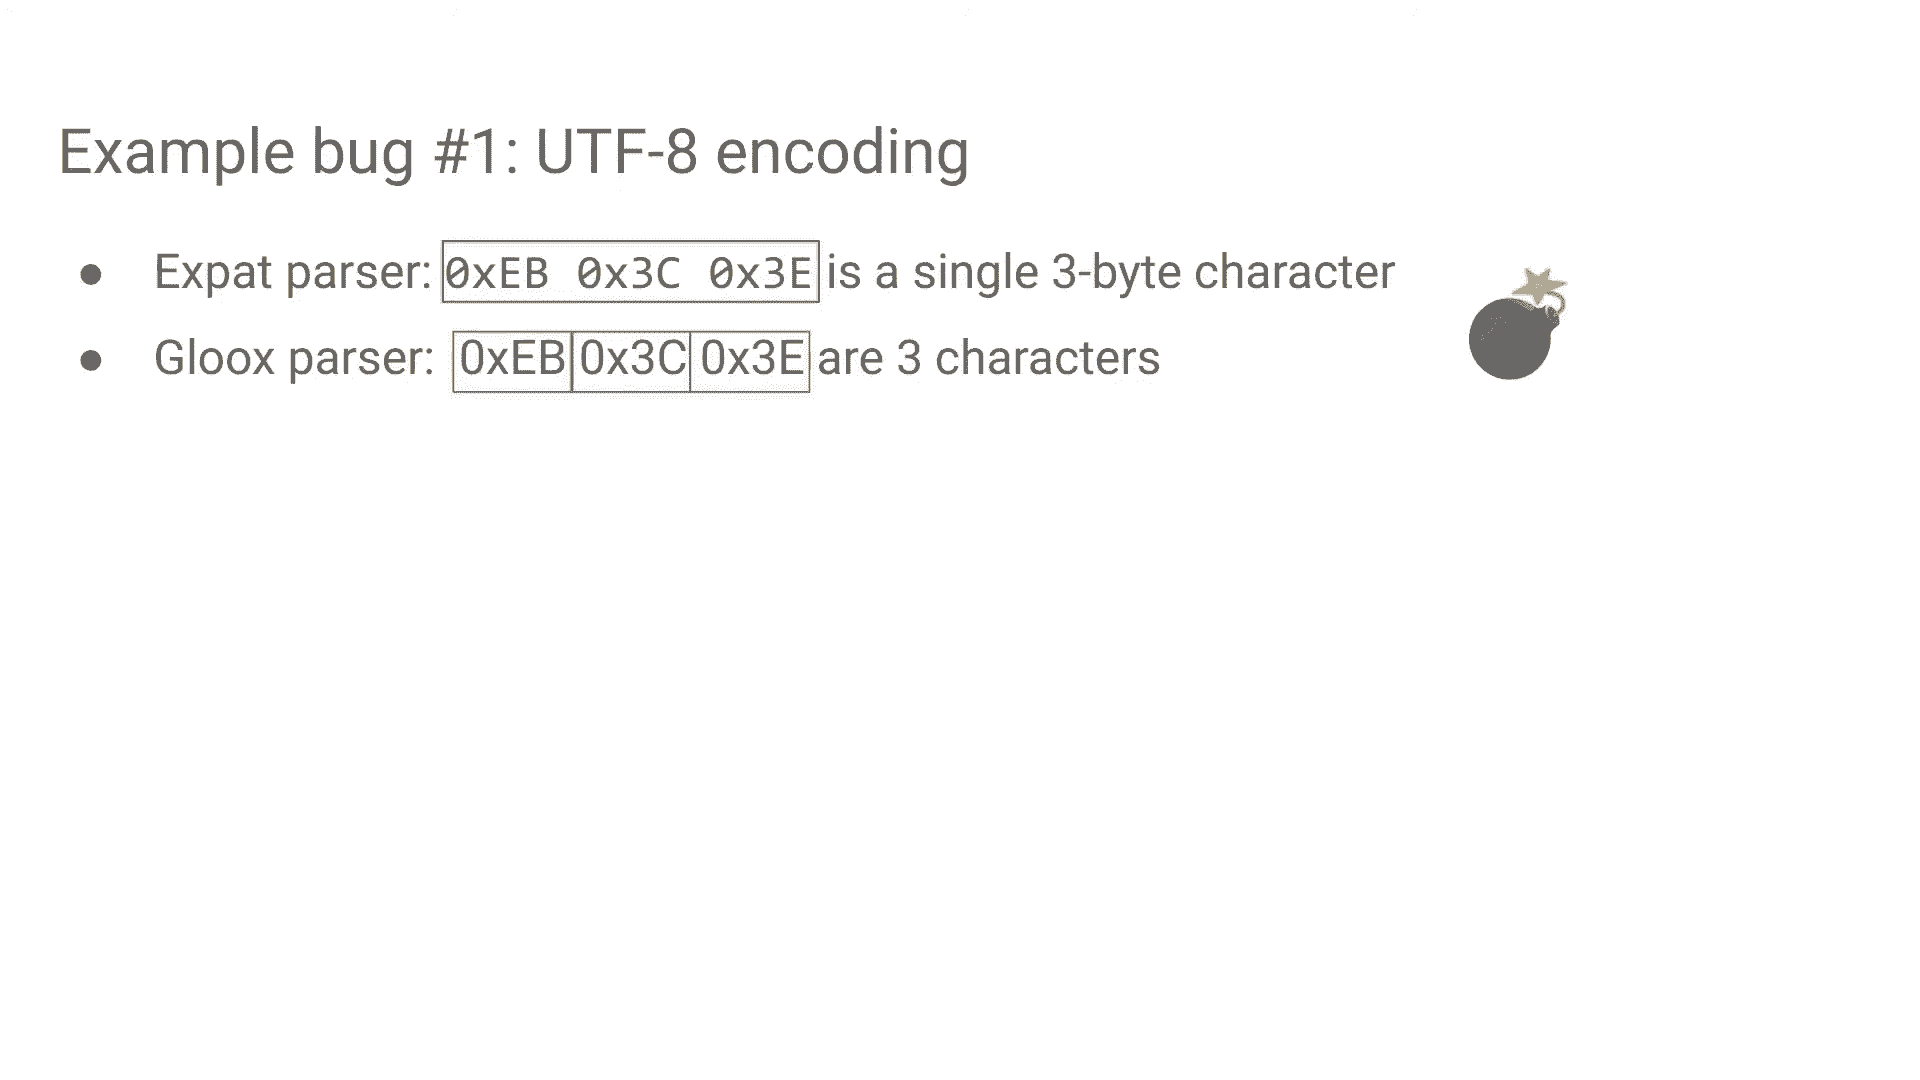 Example bug #1: UTF-8 encoding
● Expat parser: 0xEB 0x3C 0x3E is a single 3-byte character
● Gloox parser: 0xEB 0x3C 0x3E are 3 characters